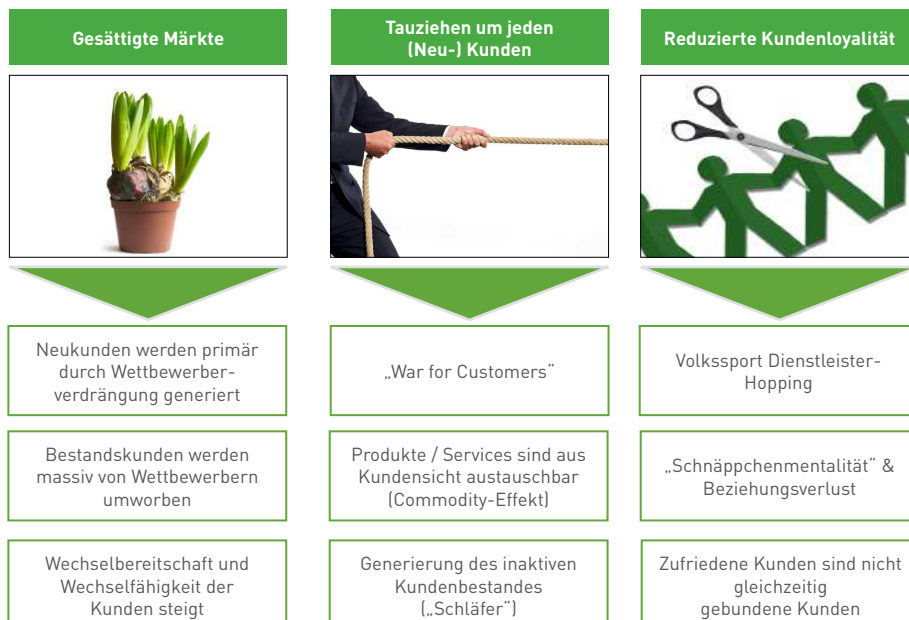 Gesättigte Märkte
Neukunden werden primär
durch Wettbewerber-
verdrängung generiert
Bestandskunden werden
massiv von Wettbewerbern
umworben
Wechselbereitschaft und
Wechselfähigkeit der
Kunden steigt
Tauziehen um jeden
(Neu-) Kunden
„War for Customers“
Produkte / Services sind aus
Kundensicht austauschbar
(Commodity-Effekt)
Generierung des inaktiven
Kundenbestandes
(„Schläfer“)
Reduzierte Kundenloyalität
Volkssport Dienstleister-
Hopping
„Schnäppchenmentalität“ &
Beziehungsverlust
Zufriedene Kunden sind nicht
gleichzeitig
gebundene Kunden